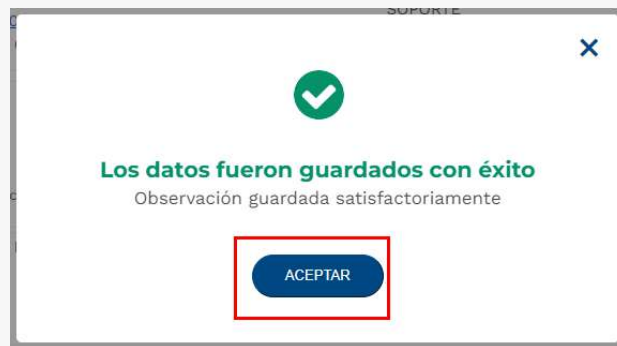 SOPORTE
Los datos fueron guardados con éxito
Observación guardada satisfactoriamente
ACEPTAR